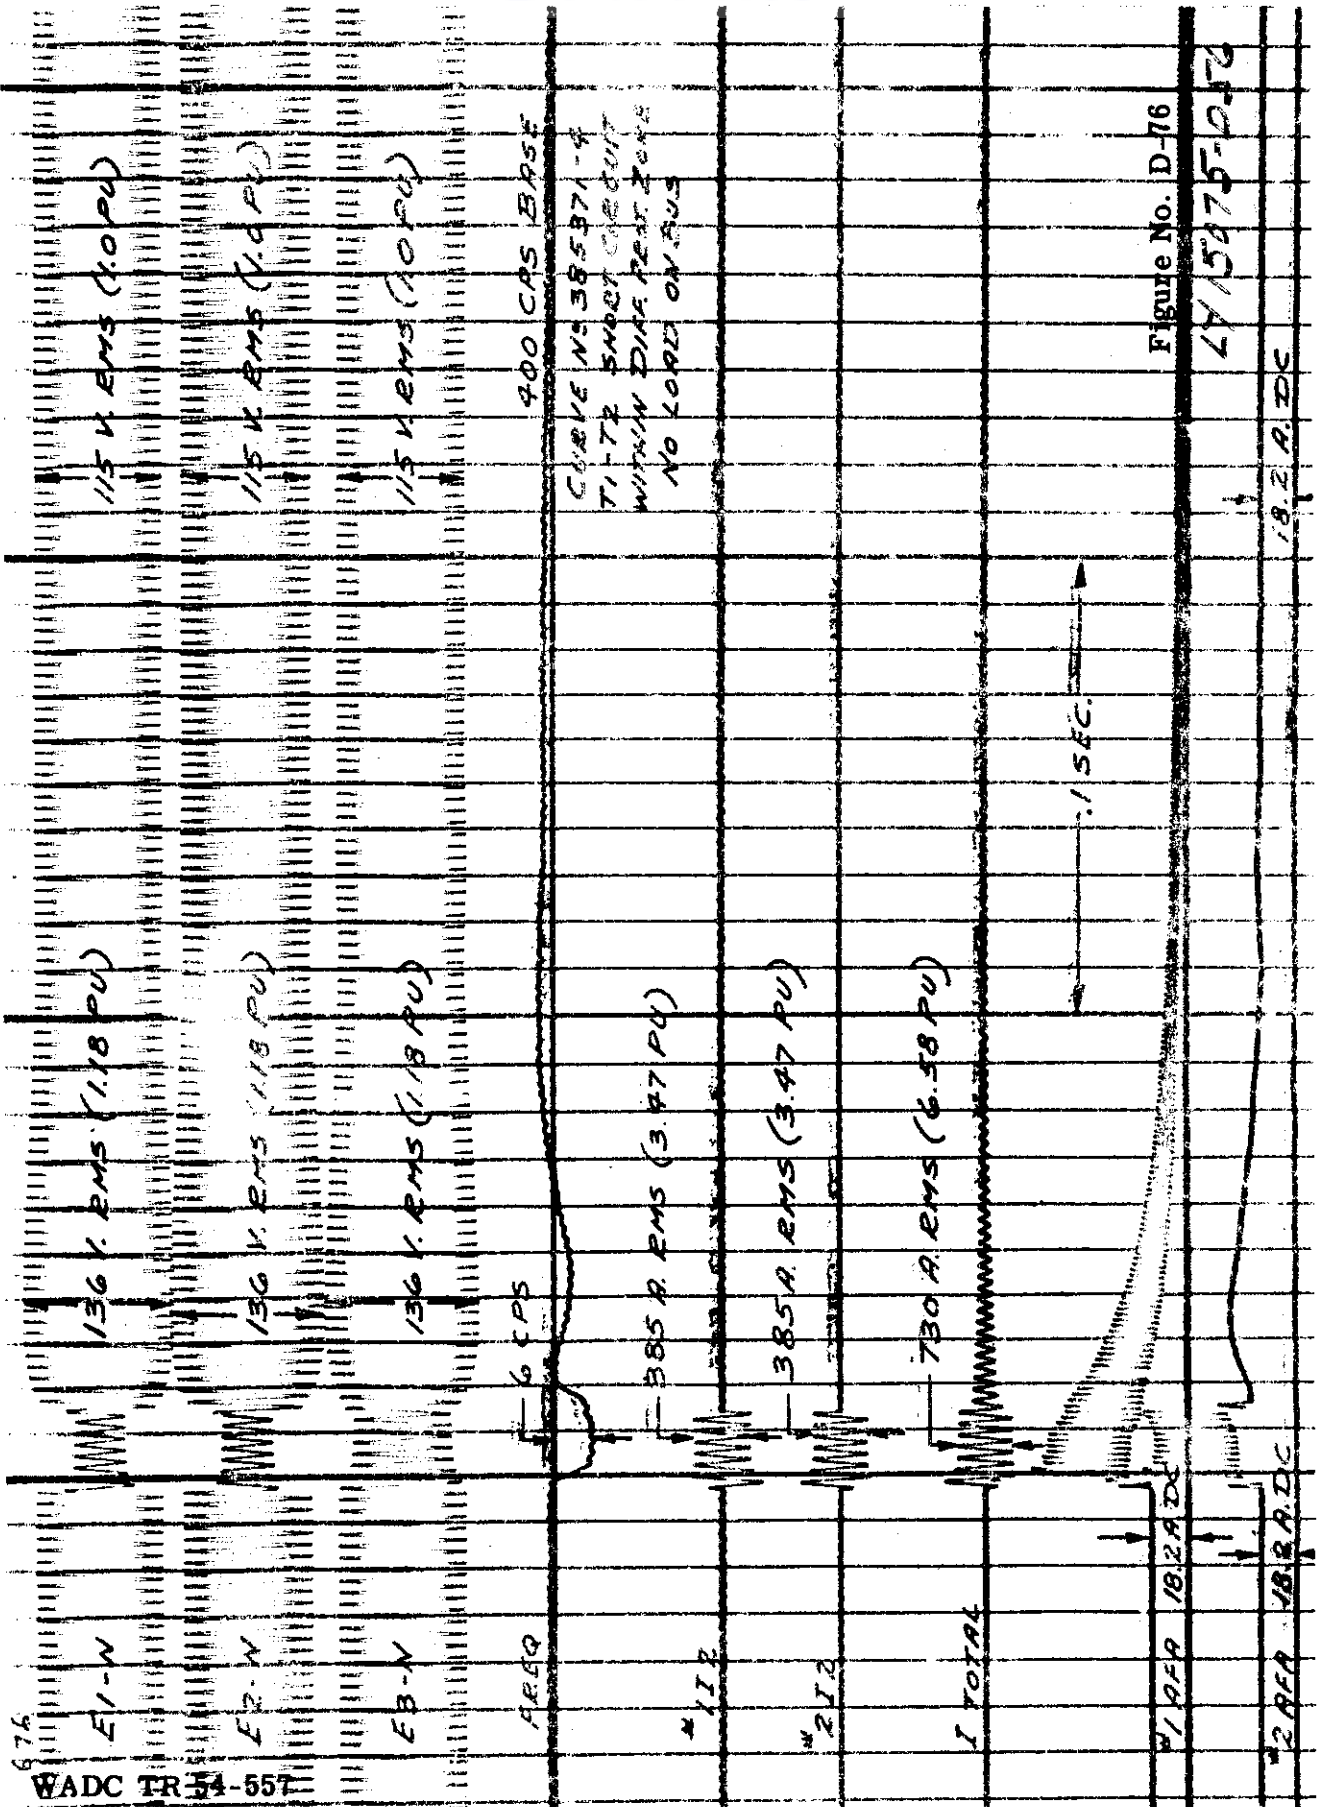 676
WADC TR 54-557
E1-N
136 V. RMS (1.18 PU)
115 V. RMS (1.0 PU)
E2-N
136 V. RMS (1.18 PU)
115 V. RMS (1.0 PU)
E3-N
136 V. RMS (1.18 PU)
115 V. RMS (1.0 PU)
FREQ
6 CPS
400 CPS BASE
CURVE Nº 385371-4
T1-T2 SHORT CIRCUIT
WITHIN DIFF. PROT. ZONE
NO LOAD ON BUS
#1 I2
385 A. RMS (3.47 PU)
#2 I2
385 A. RMS (3.47 PU)
I TOTAL
730 A. RMS (6.58 PU)
.1 SEC.
Figure No. D-76
#1 AFA 18.2 A DC
#2 AFA 18.2 A. DC
18.2 A. DC